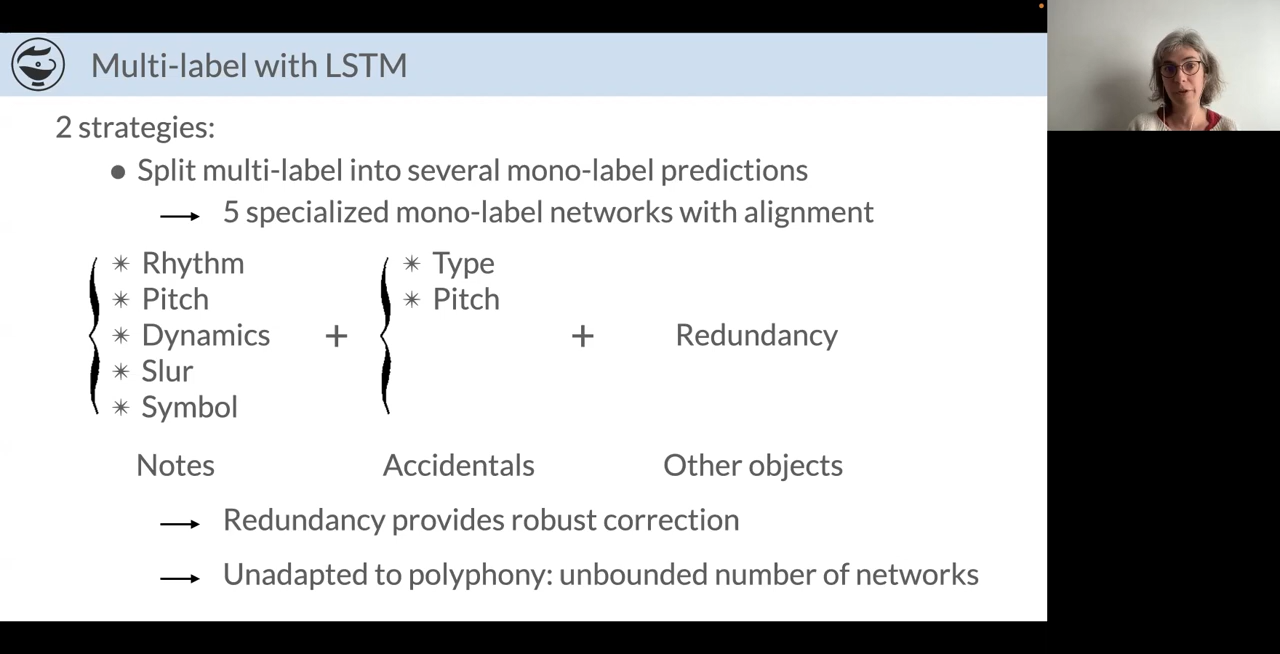 Multi-label with LSTM
2 strategies:
● Split multi-label into several mono-label predictions
→ 5 specialized mono-label networks with alignment
✳ Rhythm
✳ Pitch
✳ Dynamics
✳ Slur
✳ Symbol
Notes
+
✳ Type
✳ Pitch
Accidentals
+
Redundancy
Other objects
→ Redundancy provides robust correction
→ Unadapted to polyphony: unbounded number of networks